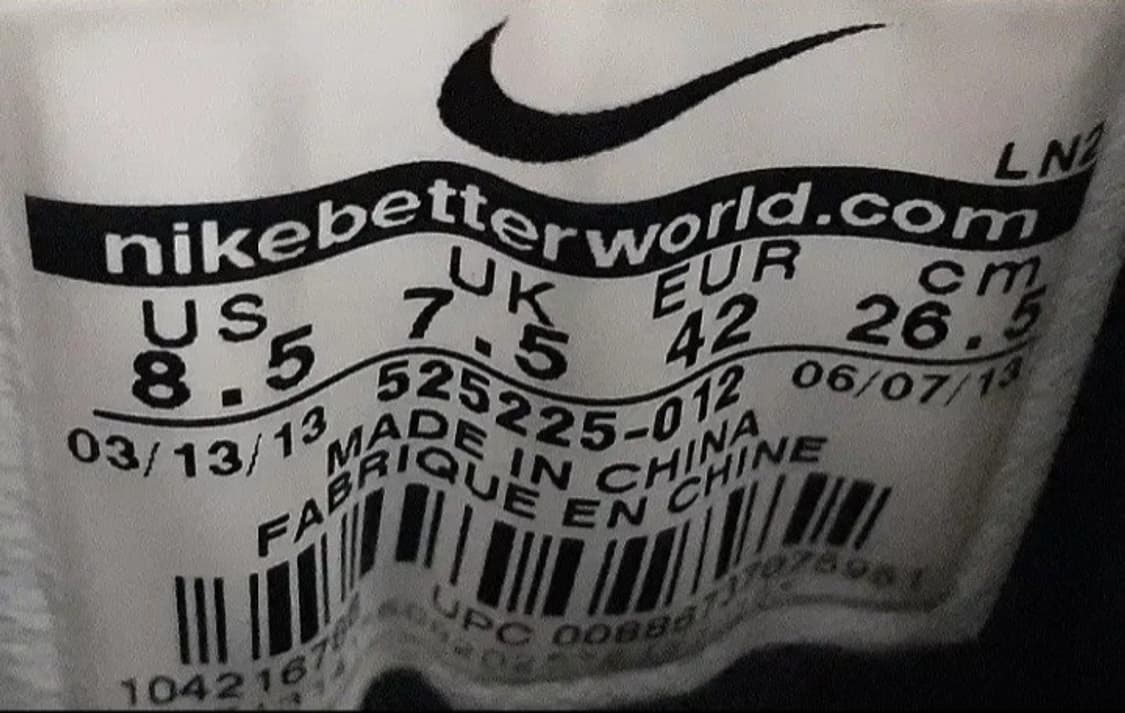 LN2
nikebetterworld.com
US UK EUR cm
8.5 7.5 42 26.5
03/13/13 525225-012 06/07/13
MADE IN CHINA
FABRIQUE EN CHINE
UPC